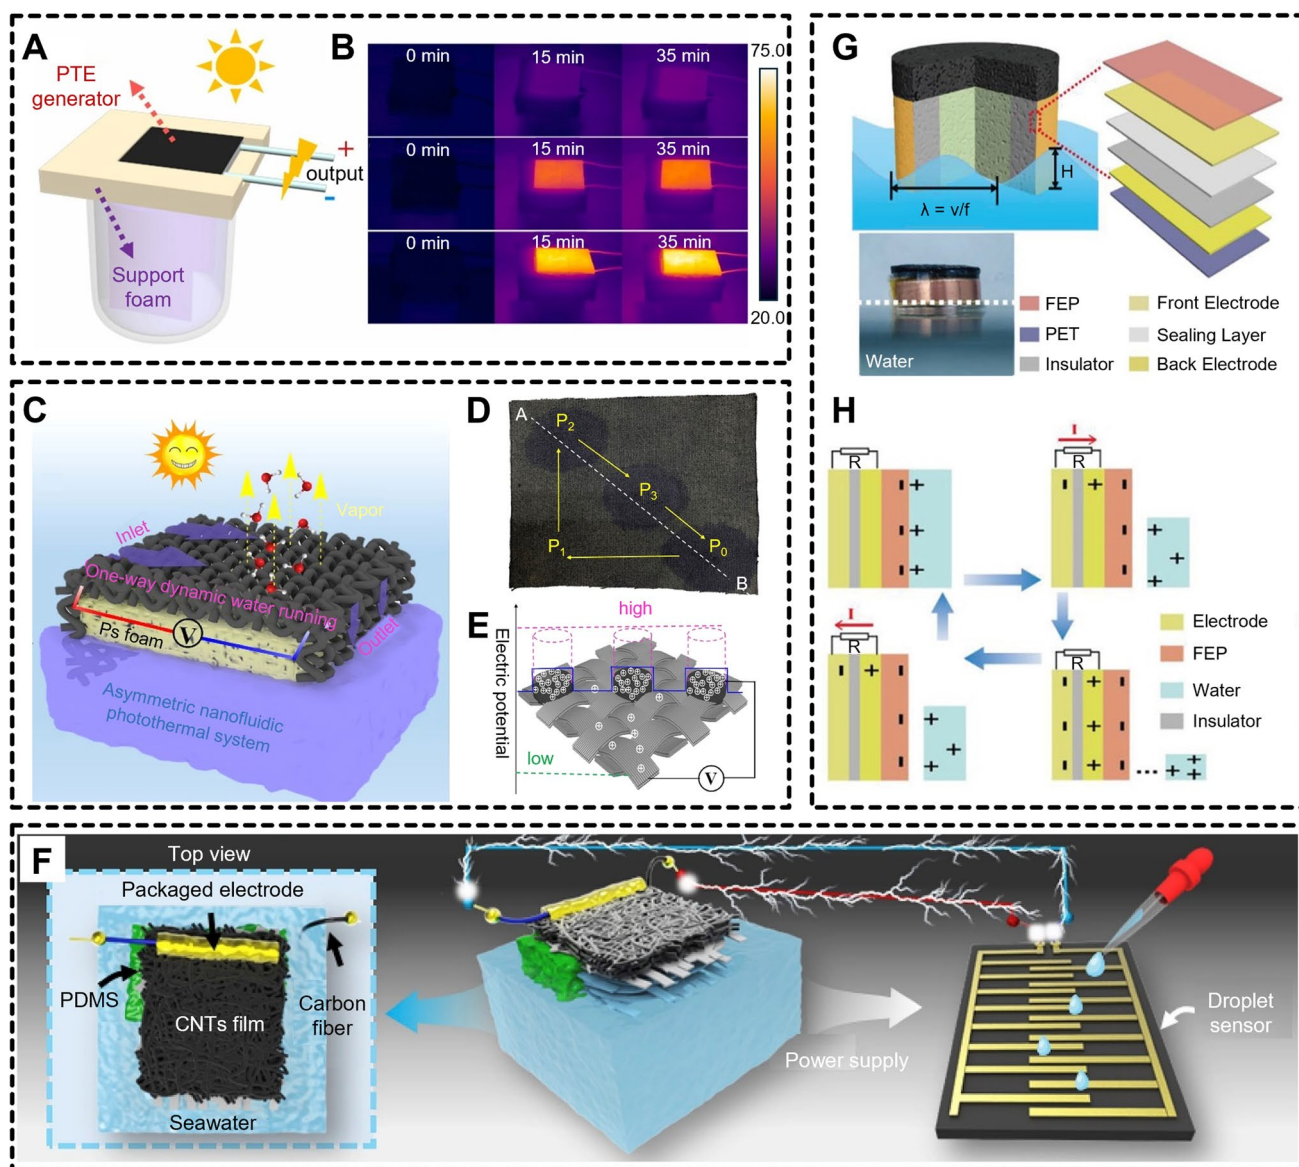 A
PTE
generator
+
output
-
Support
foam
B
0 min
15 min
35 min
0 min
15 min
35 min
0 min
15 min
35 min
75.0
20.0
C
Inlet
Vapor
One-way dynamic water running
Ps foam
V
Outlet
Asymmetric nanofluidic
photothermal system
D
A
P2
P3
P1
P0
B
E
Electric potential
high
low
V
G
H
λ = v/f
Water
FEP
Front Electrode
PET
Sealing Layer
Insulator
Back Electrode
H
R
I
R
I
R
R
Electrode
FEP
Water
Insulator
F
Top view
Packaged electrode
PDMS
CNTs film
Carbon
fiber
Seawater
Power supply
Droplet
sensor